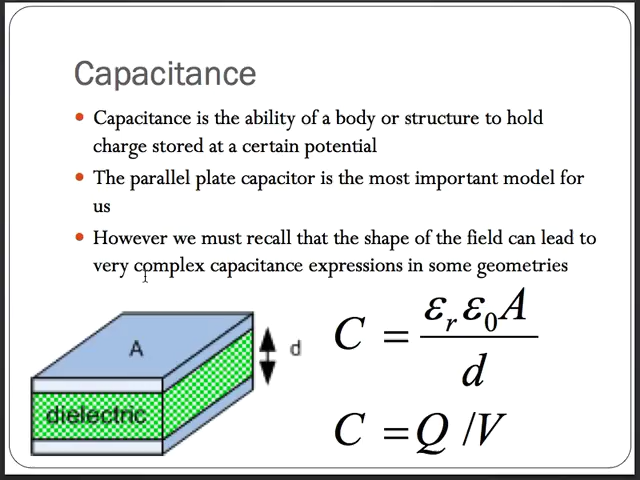 Capacitance
• Capacitance is the ability of a body or structure to hold
charge stored at a certain potential
• The parallel plate capacitor is the most important model for
us
• However we must recall that the shape of the field can lead to
very complex capacitance expressions in some geometries
A
d
dielectric
C = εᵣ ε₀ A / d
C = Q / V